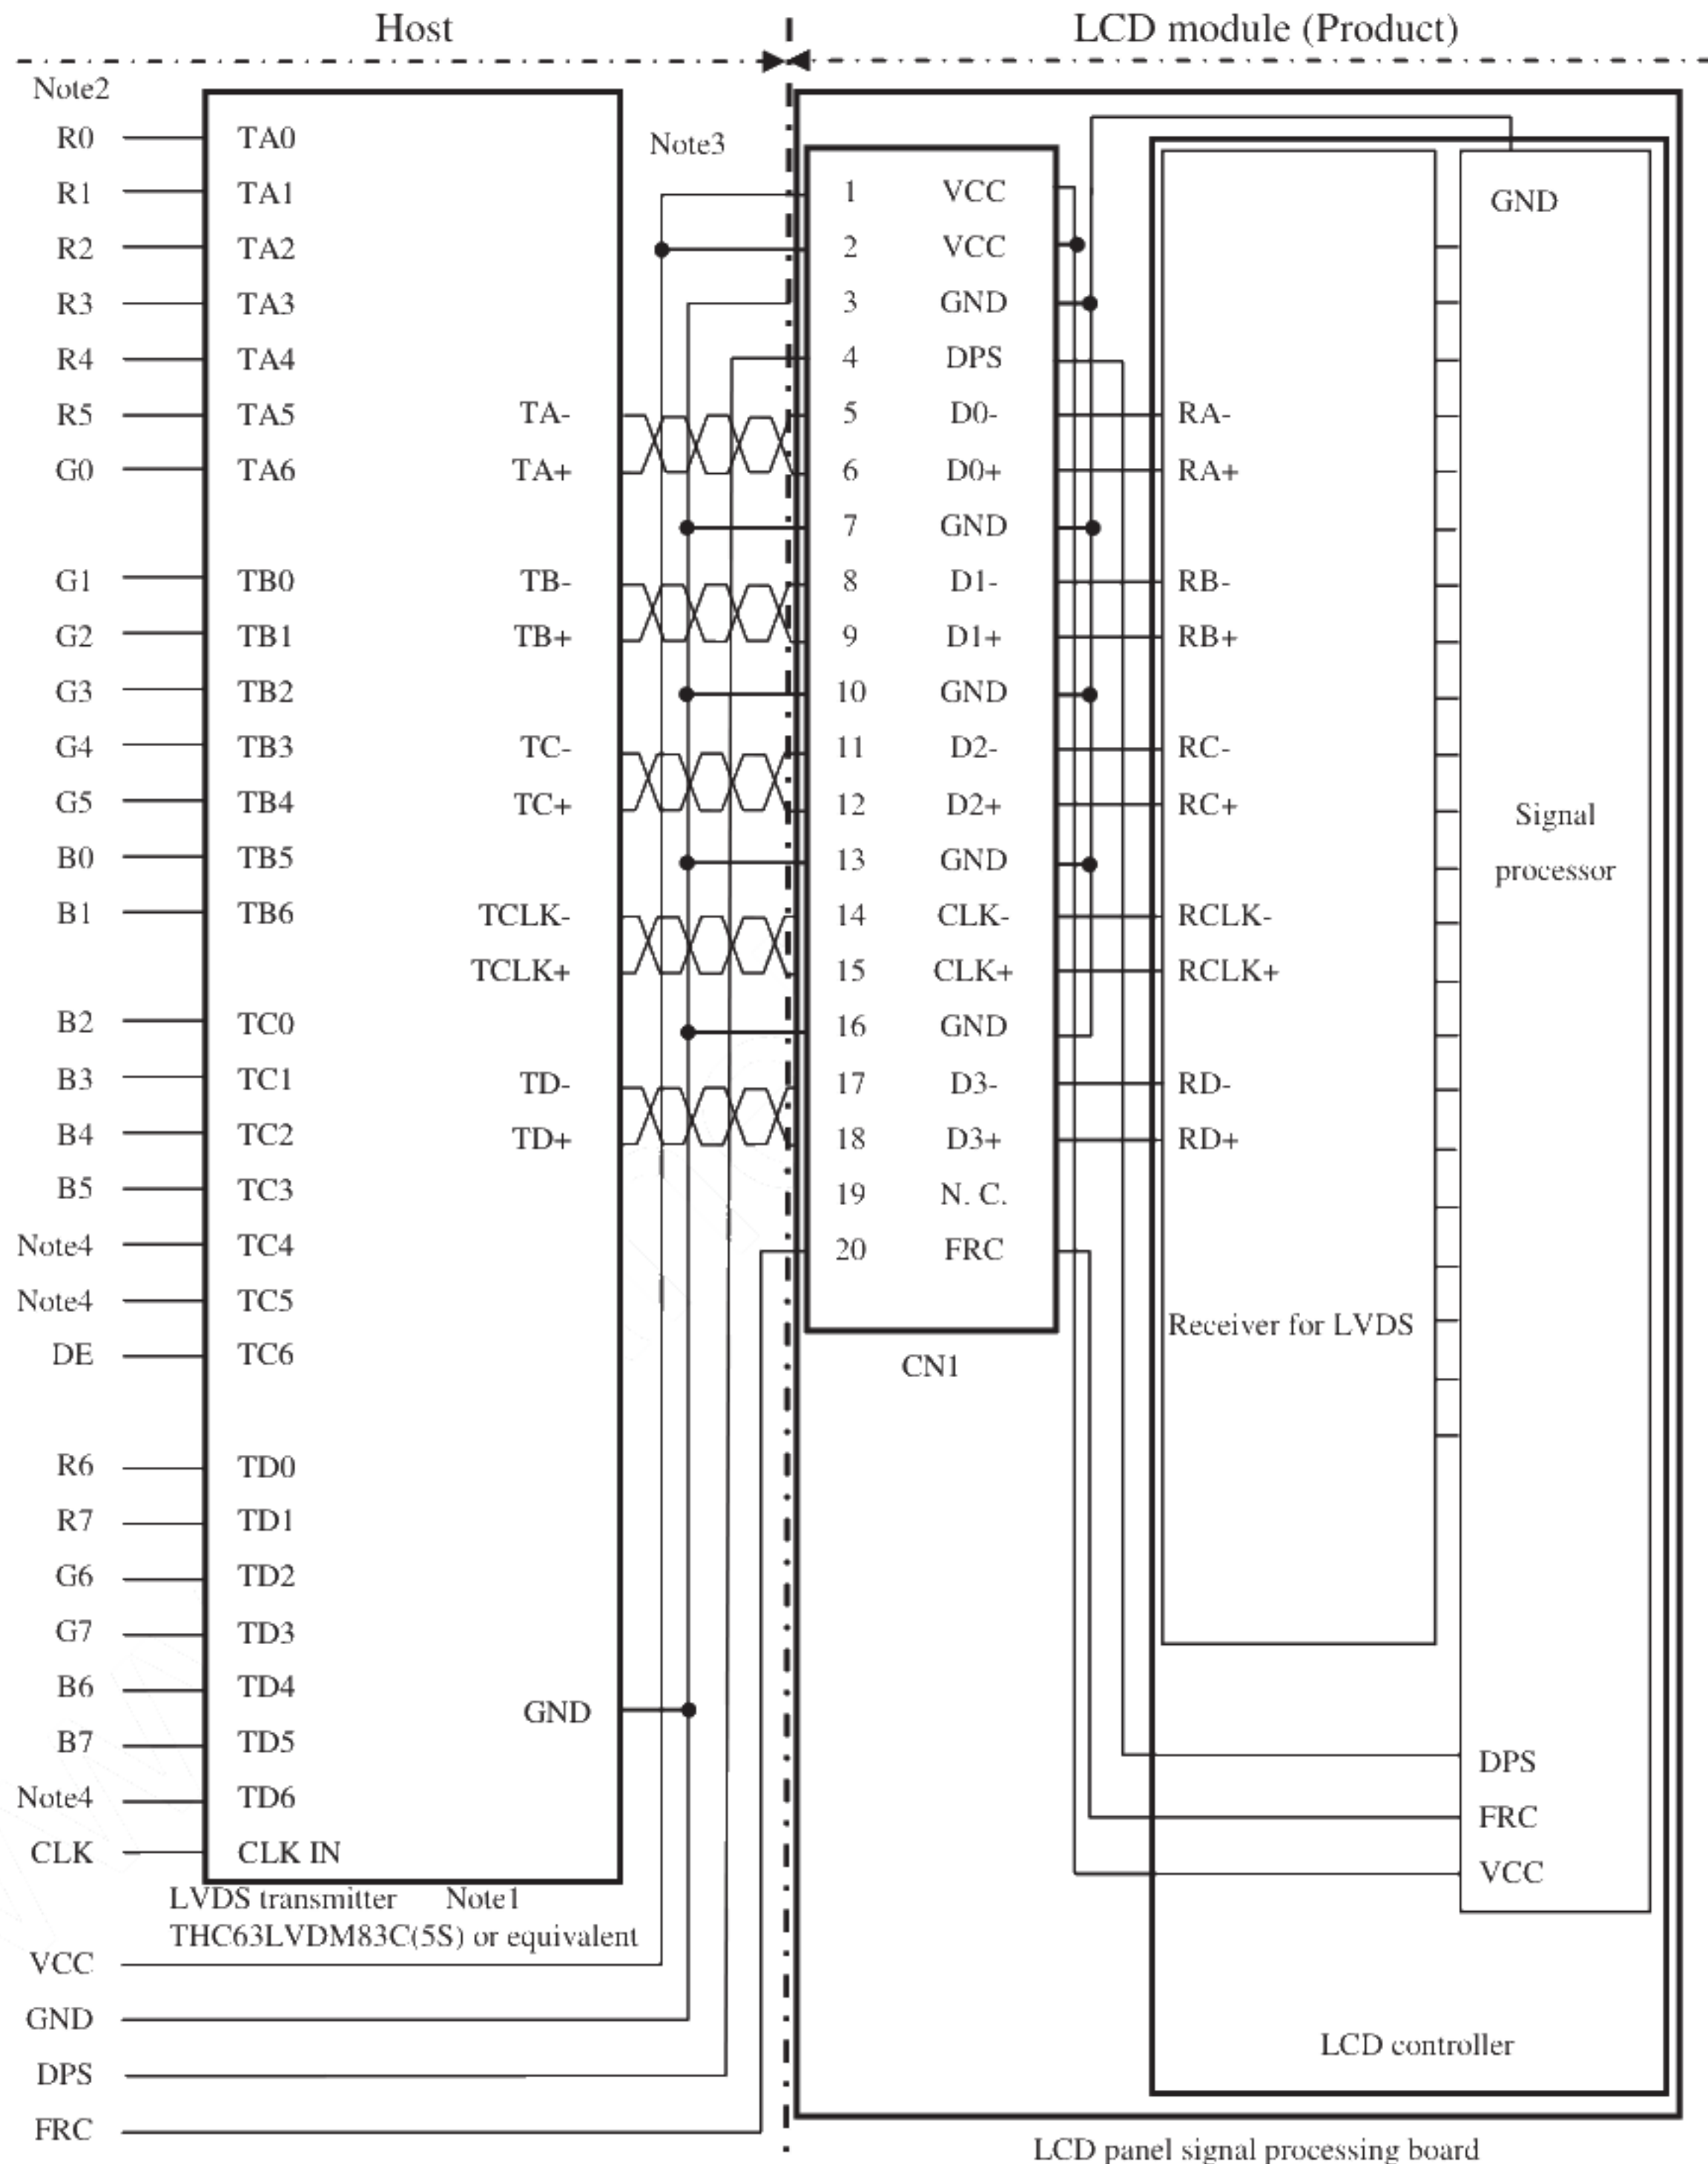 Host
LCD module (Product)
Note2
R0 TA0
R1 TA1
R2 TA2
R3 TA3
R4 TA4
R5 TA5
G0 TA6
G1 TB0
G2 TB1
G3 TB2
G4 TB3
G5 TB4
B0 TB5
B1 TB6
B2 TC0
B3 TC1
B4 TC2
B5 TC3
Note4 TC4
Note4 TC5
DE TC6
R6 TD0
R7 TD1
G6 TD2
G7 TD3
B6 TD4
B7 TD5
Note4 TD6
CLK CLK IN
TA-
TA+
TB-
TB+
TC-
TC+
TCLK-
TCLK+
TD-
TD+
GND
LVDS transmitter Note1
THC63LVDM83C(5S) or equivalent
VCC
GND
DPS
FRC
Note3
1 VCC
2 VCC
3 GND
4 DPS
5 D0-
6 D0+
7 GND
8 D1-
9 D1+
10 GND
11 D2-
12 D2+
13 GND
14 CLK-
15 CLK+
16 GND
17 D3-
18 D3+
19 N. C.
20 FRC
CN1
RA-
RA+
RB-
RB+
RC-
RC+
RCLK-
RCLK+
RD-
RD+
Receiver for LVDS
GND
Signal
processor
DPS
FRC
VCC
LCD controller
LCD panel signal processing board